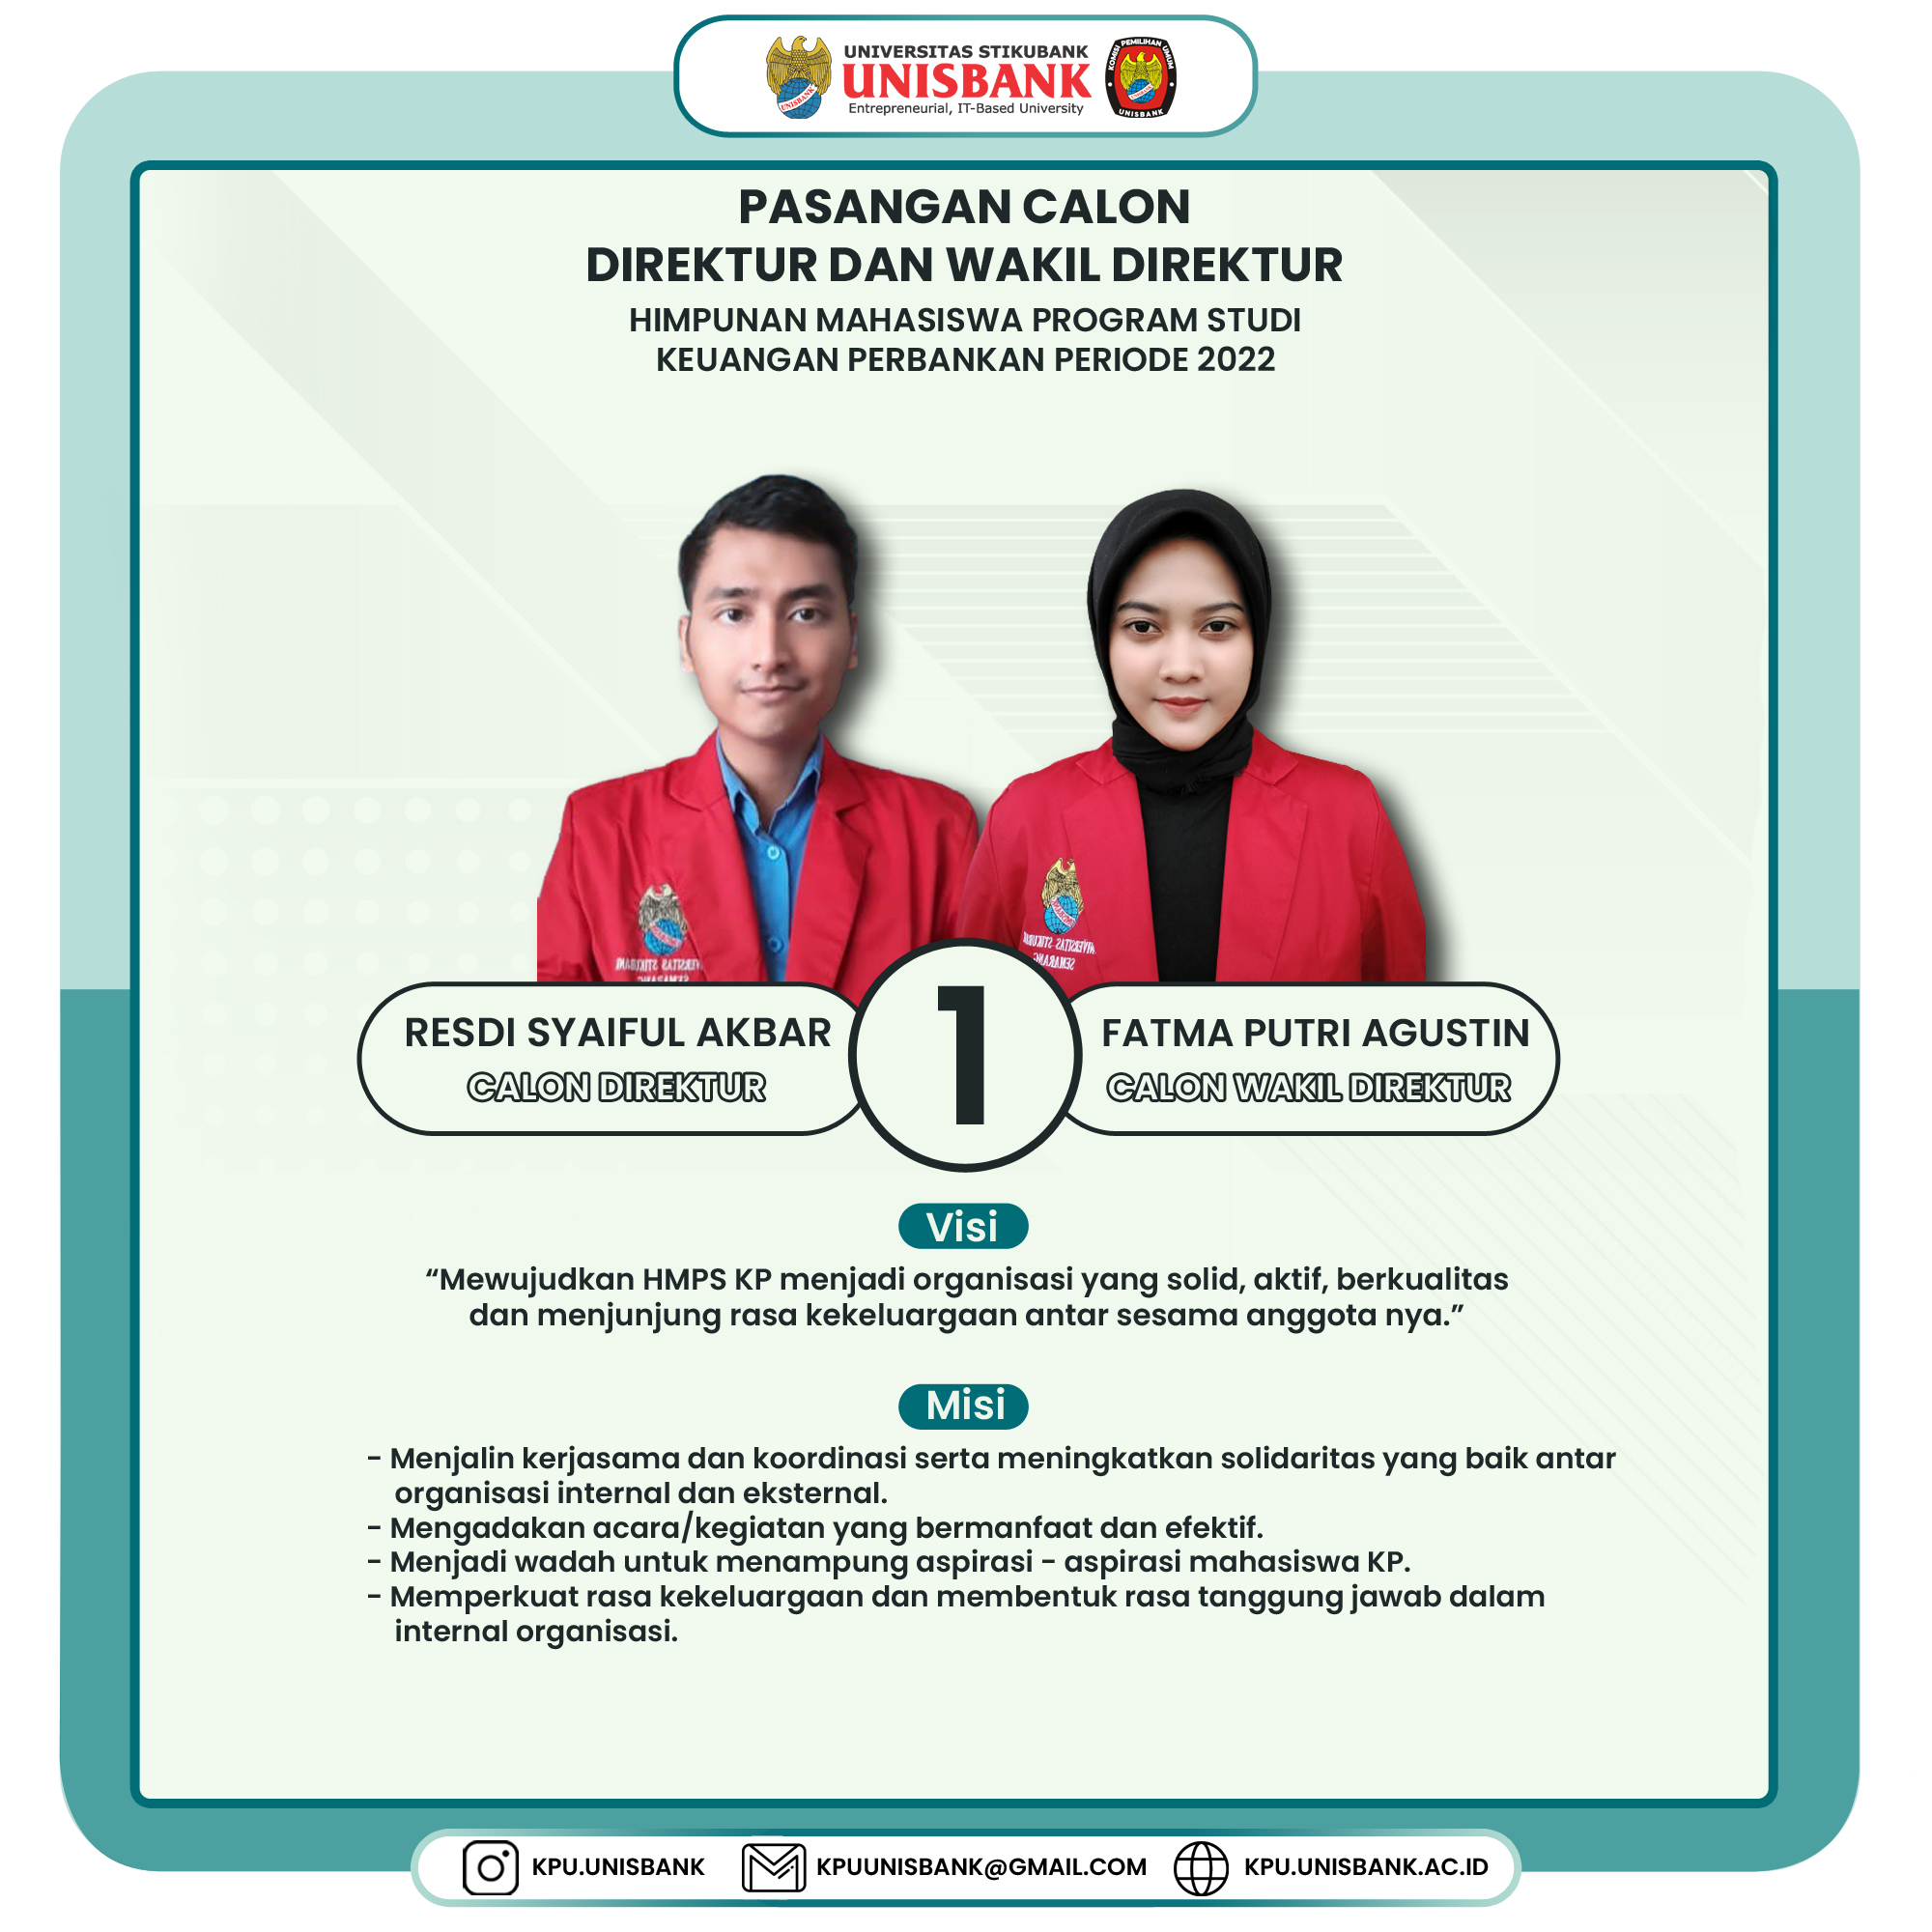 UNIVERSITAS STIKUBANK
UNISBANK
Entrepreneurial, IT-Based University
UNISBANK
KOMISI PEMILIHAN UMUM
UNISBANK
UNISBANK
PASANGAN CALON
DIREKTUR DAN WAKIL DIREKTUR
HIMPUNAN MAHASISWA PROGRAM STUDI
KEUANGAN PERBANKAN PERIODE 2022
SEMARANG
RESDI SYAIFUL AKBAR
CALON DIREKTUR
1
FATMA PUTRI AGUSTIN
CALON WAKIL DIREKTUR
Visi
“Mewujudkan HMPS KP menjadi organisasi yang solid, aktif, berkualitas
dan menjunjung rasa kekeluargaan antar sesama anggota nya.”
Misi
- Menjalin kerjasama dan koordinasi serta meningkatkan solidaritas yang baik antar
organisasi internal dan eksternal.
- Mengadakan acara/kegiatan yang bermanfaat dan efektif.
- Menjadi wadah untuk menampung aspirasi - aspirasi mahasiswa KP.
- Memperkuat rasa kekeluargaan dan membentuk rasa tanggung jawab dalam
internal organisasi.
KPU.UNISBANK
KPUUNISBANK@GMAIL.COM
KPU.UNISBANK.AC.ID